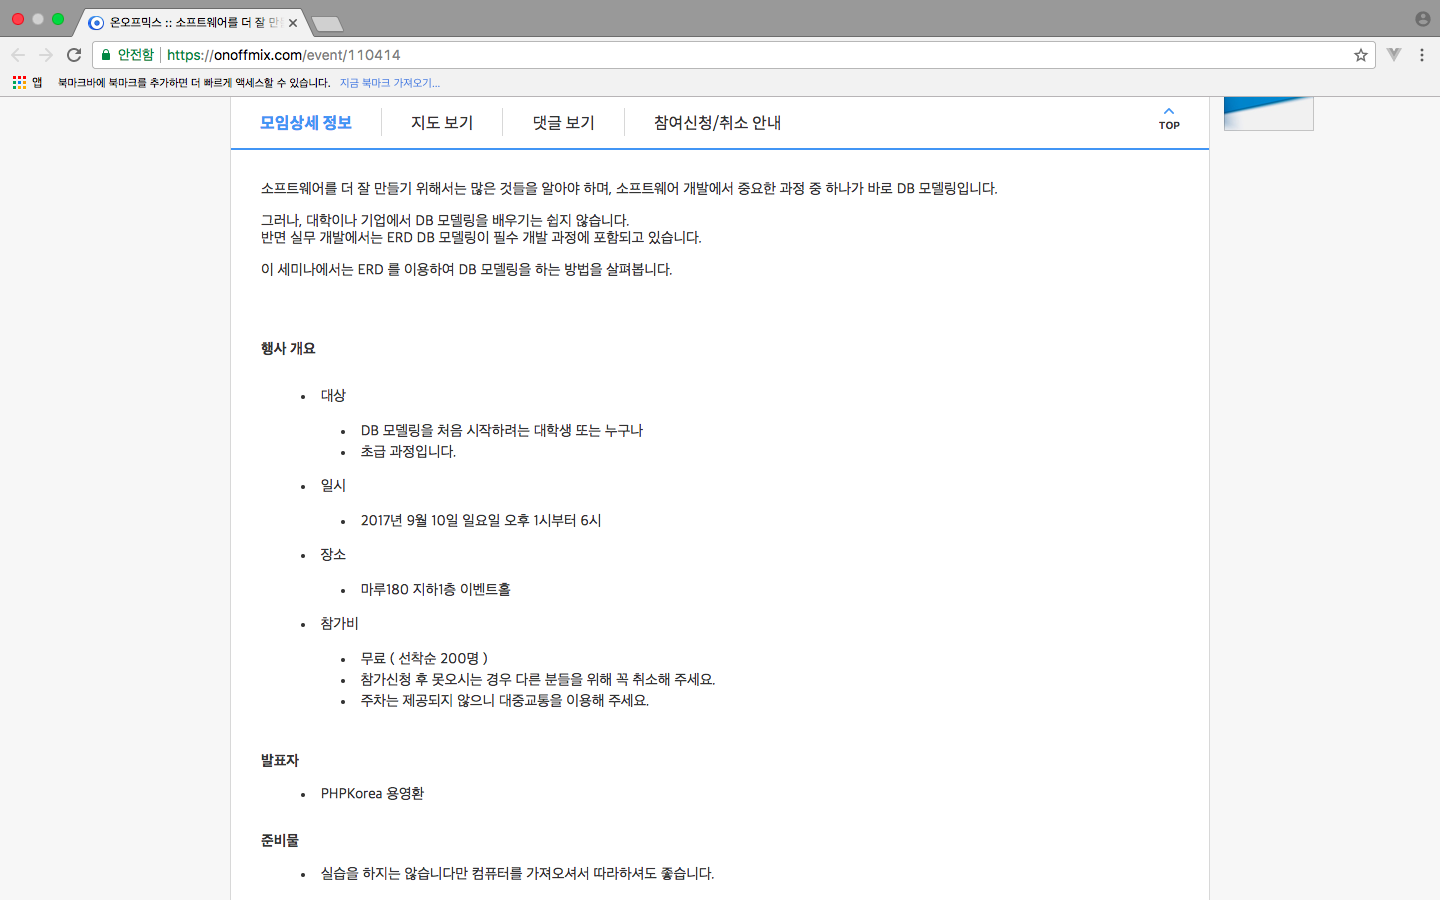 온오프믹스 :: 소프트웨어를 더 잘 만
안전함 https://onoffmix.com/event/110414
앱 북마크바에 북마크를 추가하면 더 빠르게 액세스할 수 있습니다. 지금 북마크 가져오기...
모임상세 정보 지도 보기 댓글 보기 참여신청/취소 안내 TOP
소프트웨어를 더 잘 만들기 위해서는 많은 것들을 알아야 하며, 소프트웨어 개발에서 중요한 과정 중 하나가 바로 DB 모델링입니다.
그러나, 대학이나 기업에서 DB 모델링을 배우기는 쉽지 않습니다.
반면 실무 개발에서는 ERD DB 모델링이 필수 개발 과정에 포함되고 있습니다.
이 세미나에서는 ERD 를 이용하여 DB 모델링을 하는 방법을 살펴봅니다.
행사 개요
• 대상
• DB 모델링을 처음 시작하려는 대학생 또는 누구나
• 초급 과정입니다.
• 일시
• 2017년 9월 10일 일요일 오후 1시부터 6시
• 장소
• 마루180 지하1층 이벤트홀
• 참가비
• 무료 ( 선착순 200명 )
• 참가신청 후 못오시는 경우 다른 분들을 위해 꼭 취소해 주세요.
• 주차는 제공되지 않으니 대중교통을 이용해 주세요.
발표자
• PHPKorea 용영환
준비물
• 실습을 하지는 않습니다만 컴퓨터를 가져오셔서 따라하셔도 좋습니다.